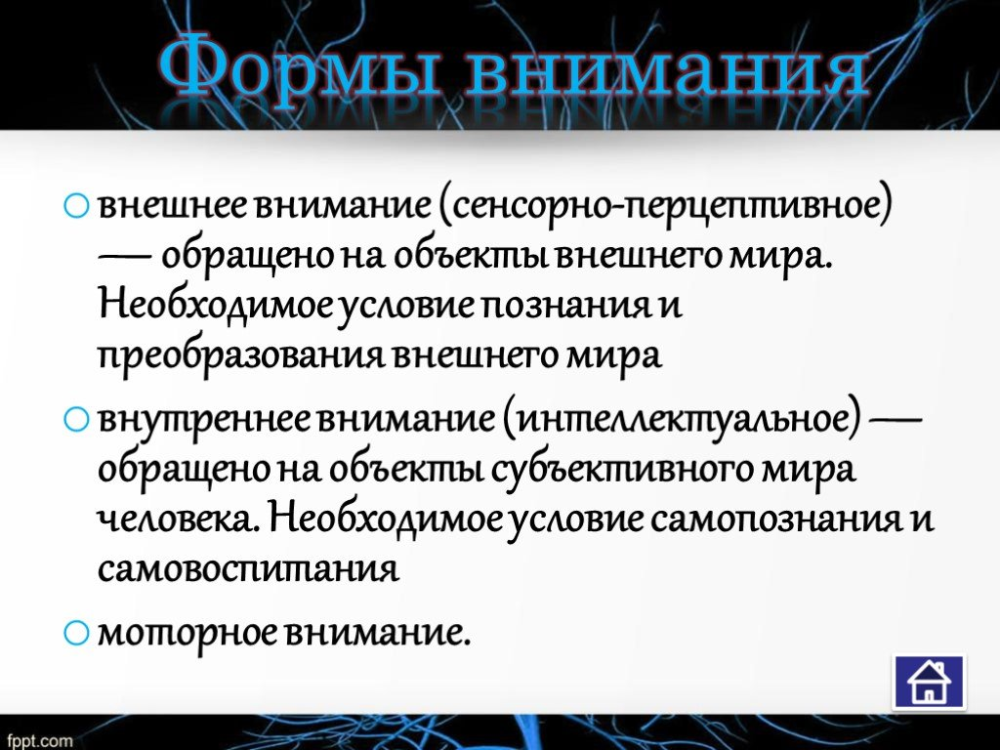 Формы внимания
внешнее внимание (сенсорно-перцептивное)
— обращено на объекты внешнего мира.
Необходимое условие познания и
преобразования внешнего мира
внутреннее внимание (интеллектуальное) —
обращено на объекты субъективного мира
человека. Необходимое условие самопознания и
самовоспитания
моторное внимание.
fppt.com